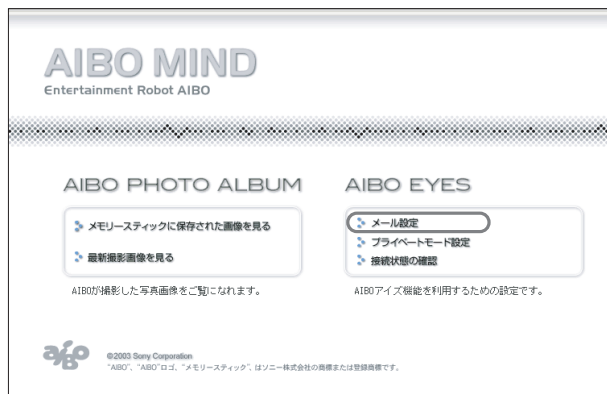 AIBO MIND
Entertainment Robot AIBO
AIBO PHOTO ALBUM
メモリースティックに保存された画像を見る
最新撮影画像を見る
AIBOが撮影した写真画像をご覧になれます。
AIBO EYES
メール設定
プライベートモード設定
接続状態の確認
AIBOアイズ機能を利用するための設定です。
aibo
©2003 Sony Corporation
"AIBO"、"AIBO"ロゴ、"メモリースティック"、はソニー株式会社の商標または登録商標です。